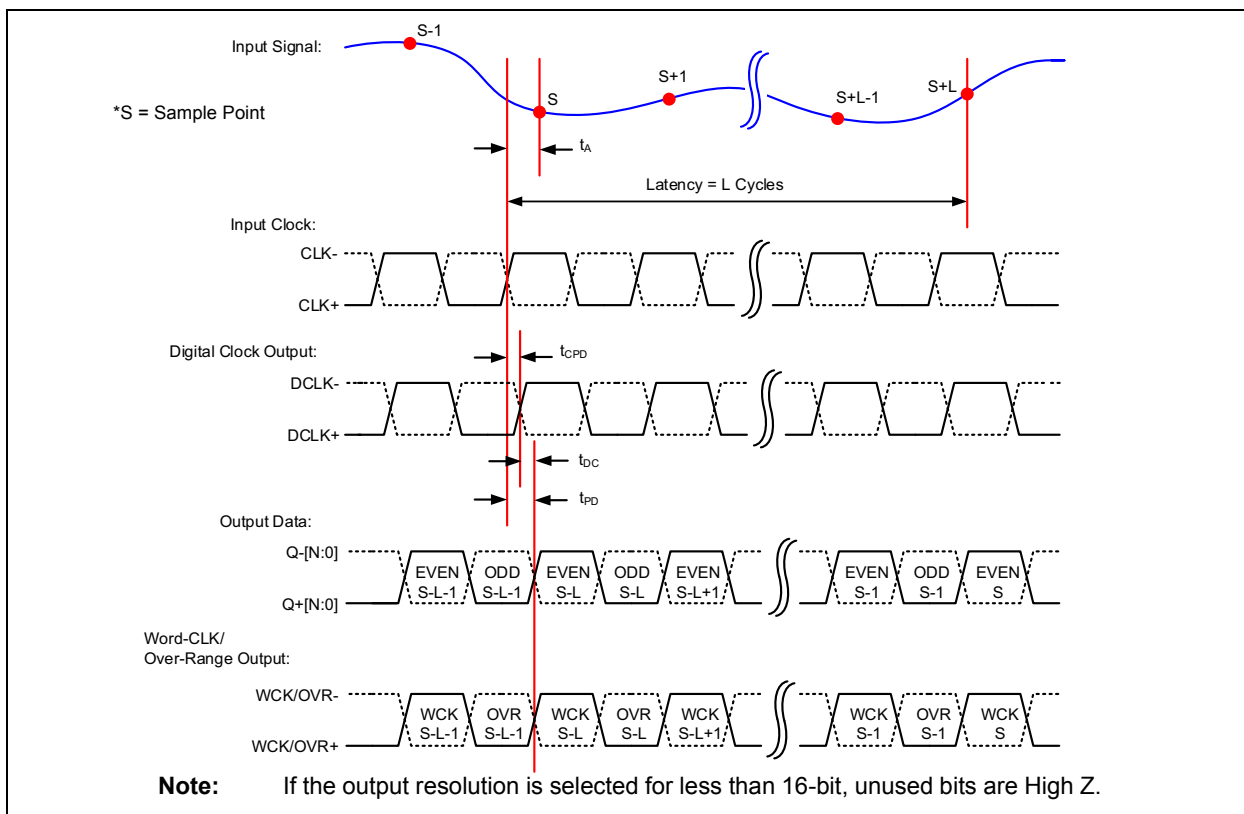 Input Signal:
S-1
*S = Sample Point
S
S+1
S+L-1
S+L
tA
Latency = L Cycles
Input Clock:
CLK-
CLK+
Digital Clock Output:
tCPD
DCLK-
DCLK+
tDC
tPD
Output Data:
Q-[N:0]
Q+[N:0]
EVEN ODD EVEN ODD EVEN EVEN ODD EVEN
S-L-1 S-L-1 S-L S-L S-L+1 S-1 S-1 S
Word-CLK/
Over-Range Output:
WCK/OVR-
WCK/OVR+
WCK OVR WCK OVR WCK WCK OVR WCK
S-L-1 S-L-1 S-L S-L S-L+1 S-1 S-1 S
Note: If the output resolution is selected for less than 16-bit, unused bits are High Z.